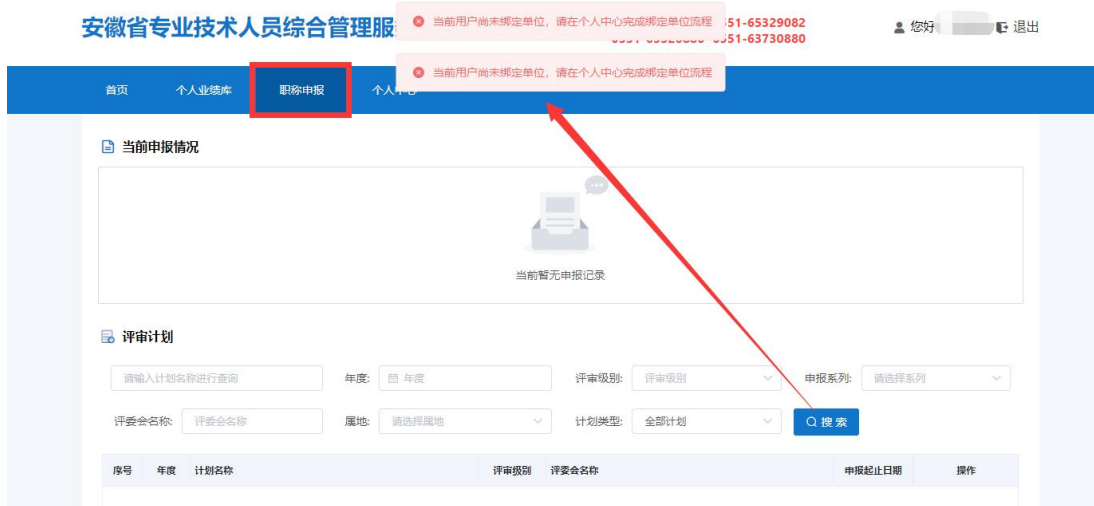 安徽省专业技术人员综合管理服
当前用户尚未绑定单位，请在个人中心完成绑定单位流程
51-65329082
51-63730880
您好
退出
当前用户尚未绑定单位，请在个人中心完成绑定单位流程
首页 个人业绩库 职称申报 个人中心
当前申报情况
当前暂无申报记录
评审计划
请输入计划名称进行查询 年度: 年度 评审级别: 评审级别 申报系列: 请选择系列
评委会名称: 评委会名称 属地: 请选择属地 计划类型: 全部计划 搜索
序号 年度 计划名称 评审级别 评委会名称 申报起止日期 操作